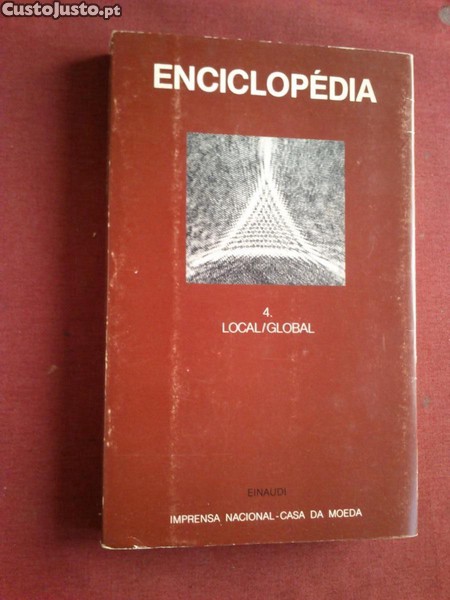 CustoJusto.pt
ENCICLOPÉDIA
4.
LOCAL/GLOBAL
EINAUDI
IMPRENSA NACIONAL-CASA DA MOEDA